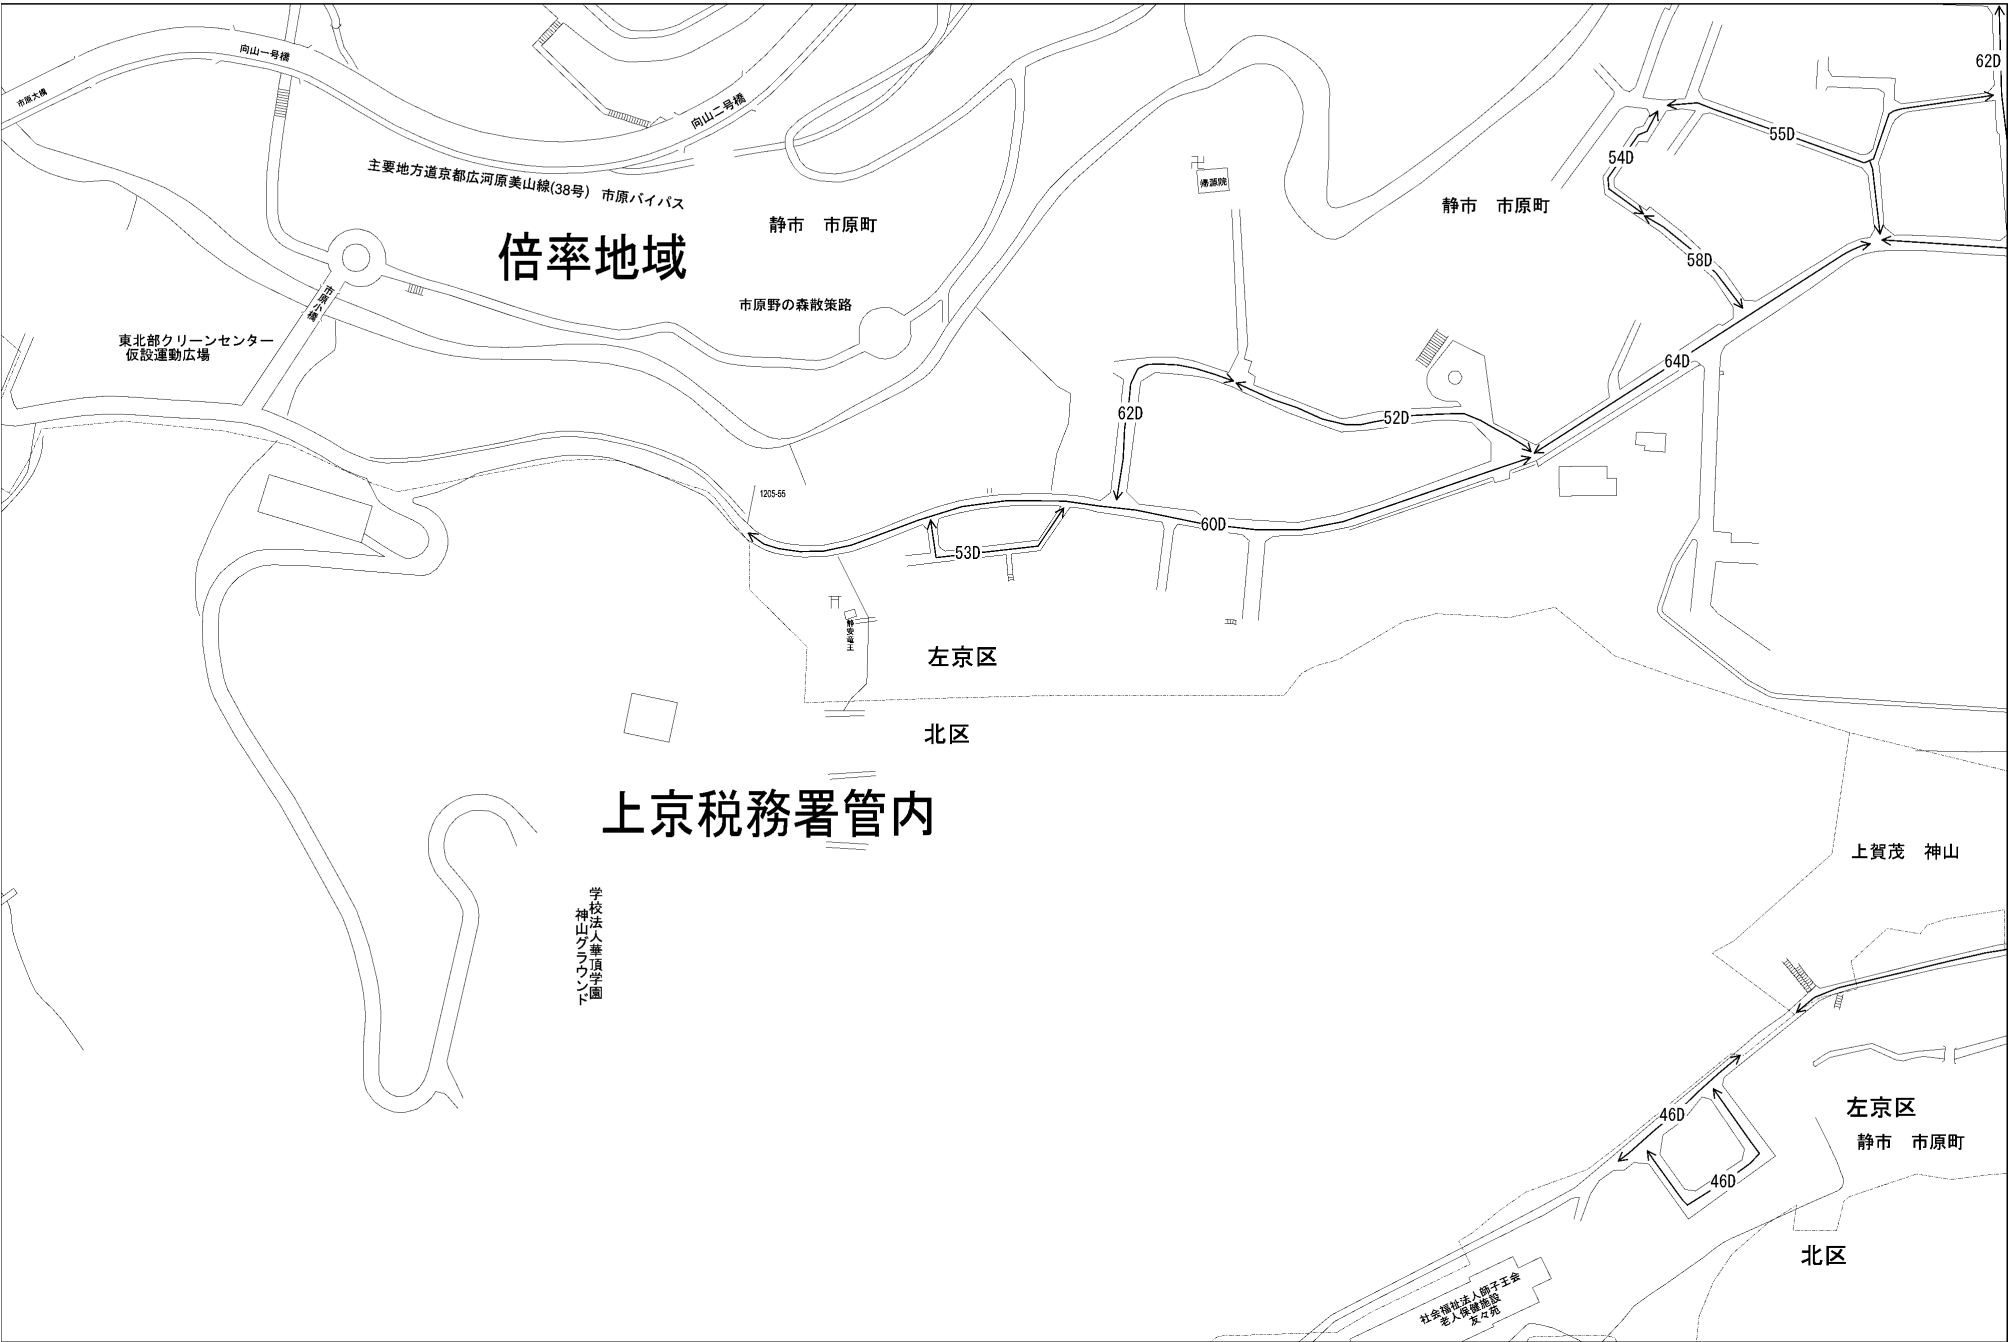 向山一号橋
市原大橋
向山二号橋
62D
55D
54D
主要地方道京都広河原美山線(38号) 市原バイパス
帰源院
静市 市原町
静市 市原町
倍率地域
58D
市原小橋
市原野の森散策路
東北部クリーンセンター
仮設運動広場
64D
62D
52D
1205-55
60D
53D
静安竜王
左京区
北区
上京税務署管内
上賀茂 神山
学校法人華頂学園
神山グラウンド
46D
左京区
静市 市原町
46D
北区
社会福祉法人獅子王会
老人保健施設
友々苑